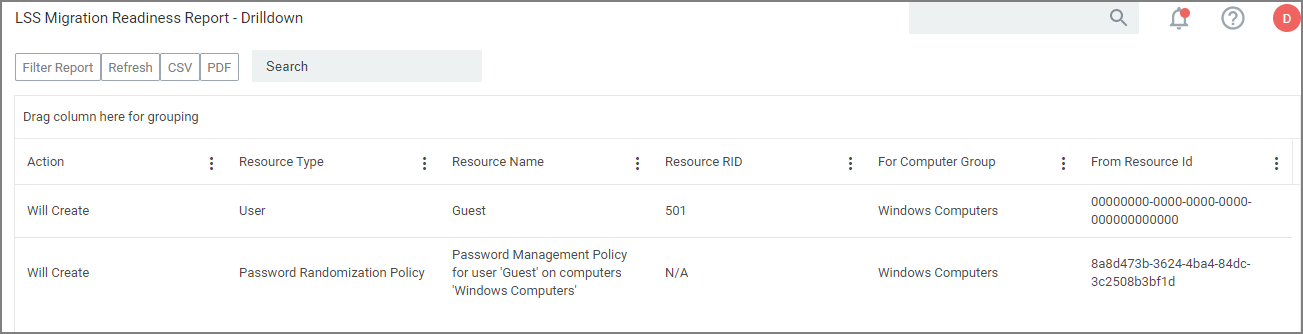 LSS Migration Readiness Report - Drilldown
D
Filter Report Refresh CSV PDF Search
Drag column here for grouping
Action Resource Type Resource Name Resource RID For Computer Group From Resource Id
Will Create User Guest 501 Windows Computers 00000000-0000-0000-0000-
000000000000
Will Create Password Randomization Policy Password Management Policy
for user 'Guest' on computers
'Windows Computers' N/A Windows Computers 8a8d473b-3624-4ba4-84dc-
3c2508b3bf1d